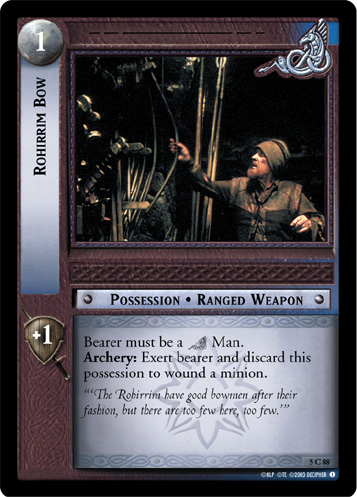 1
ROHIRRIM BOW
POSSESSION • RANGED WEAPON
+1
Bearer must be a Man.
Archery: Exert bearer and discard this
possession to wound a minion.
“‘The Rohirrim have good bowmen after their
fashion, but there are too few here, too few.’”
5 C 88
©NLP ™TE ©2003 DECIPHER